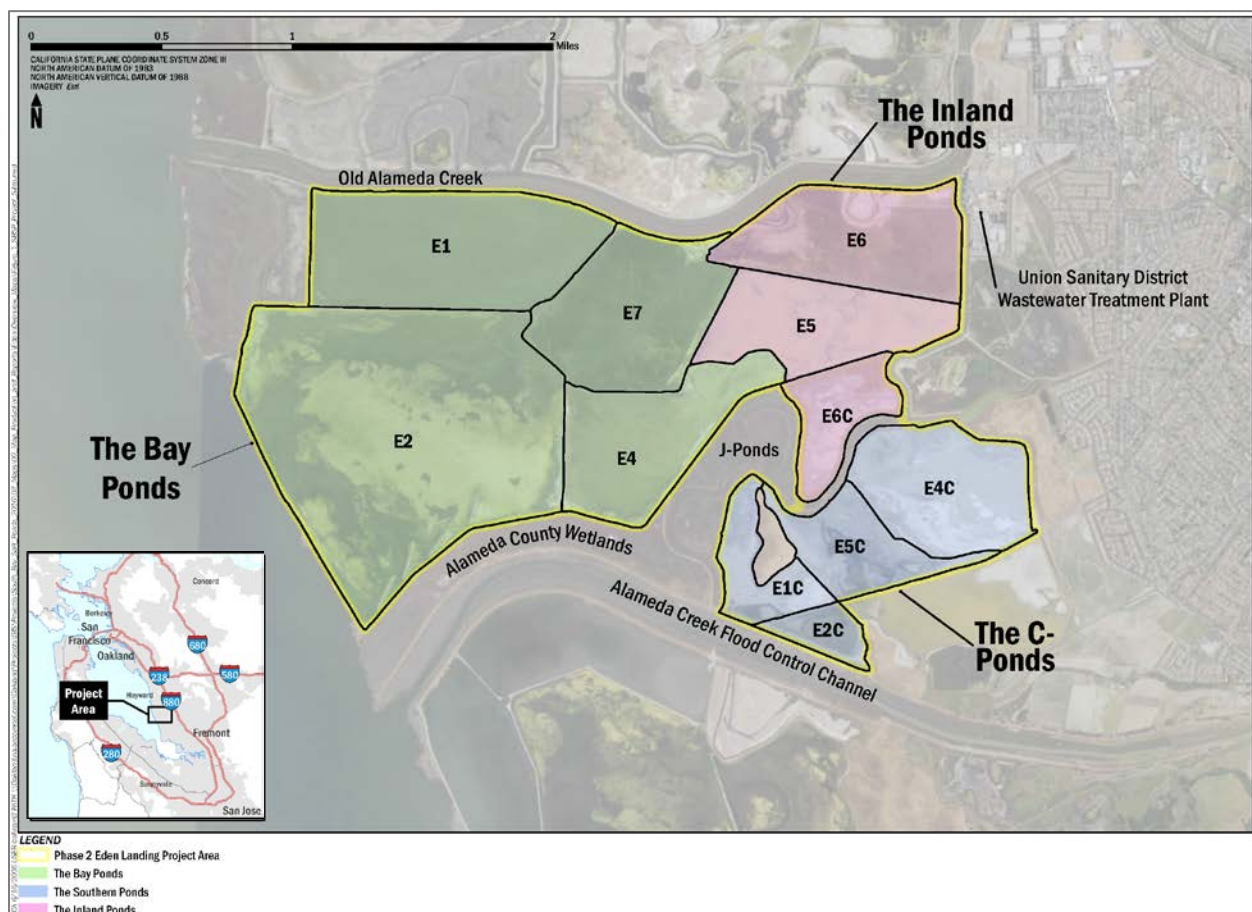 0 0.5 1 2
Miles
CALIFORNIA STATE PLANE COORDINATE SYSTEM ZONE III
NORTH AMERICAN DATUM OF 1983
NORTH AMERICAN VERTICAL DATUM OF 1988
IMAGERY Esri
N
The Inland
Ponds
Old Alameda Creek
E1
E6
Union Sanitary District
Wastewater Treatment Plant
E7
E5
The Bay
Ponds
E2
E4
E6C
J-Ponds
E4C
E5C
Alameda County Wetlands
E1C
E2C
Alameda Creek Flood Control Channel
The C-
Ponds
Concord
Berkeley
San
Francisco
Oakland
680
580
238
Hayward
880
Project
Area
Fremont
280
Sunnyvale
San Jose
LEGEND
Phase 2 Eden Landing Project Area
The Bay Ponds
The Southern Ponds
The Inland Ponds